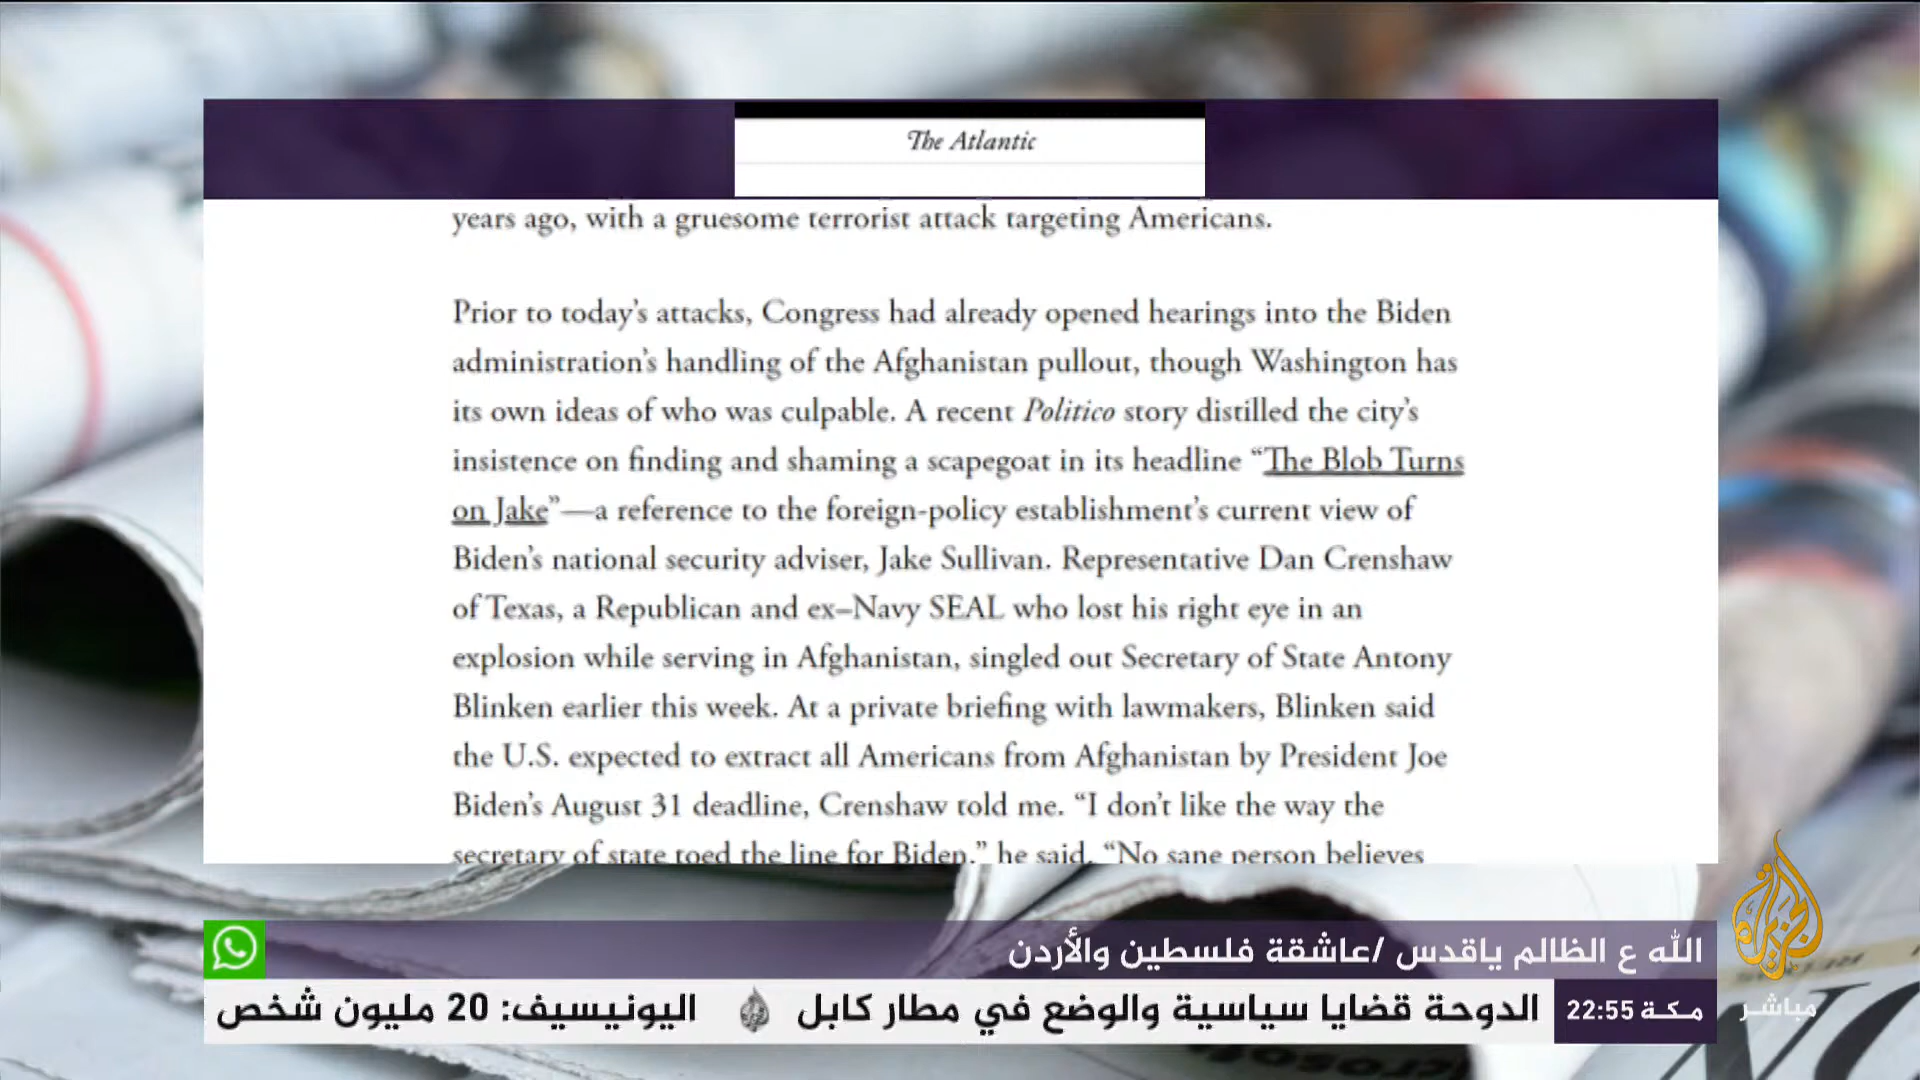 The Atlantic
years ago, with a gruesome terrorist attack targeting Americans.
Prior to today’s attacks, Congress had already opened hearings into the Biden
administration’s handling of the Afghanistan pullout, though Washington has
its own ideas of who was culpable. A recent Politico story distilled the city’s
insistence on finding and shaming a scapegoat in its headline “The Blob Turns
on Jake”—a reference to the foreign-policy establishment’s current view of
Biden’s national security adviser, Jake Sullivan. Representative Dan Crenshaw
of Texas, a Republican and ex–Navy SEAL who lost his right eye in an
explosion while serving in Afghanistan, singled out Secretary of State Antony
Blinken earlier this week. At a private briefing with lawmakers, Blinken said
the U.S. expected to extract all Americans from Afghanistan by President Joe
Biden’s August 31 deadline, Crenshaw told me. “I don’t like the way the
secretary of state toed the line for Biden,” he said. “No sane person believes
الله ع الظالم ياقدس /عاشقة فلسطين والأردن
مكة 22:55
الدوحة قضايا سياسية والوضع في مطار كابل
اليونيسيف: 20 مليون شخص
الجزيرة
مباشر